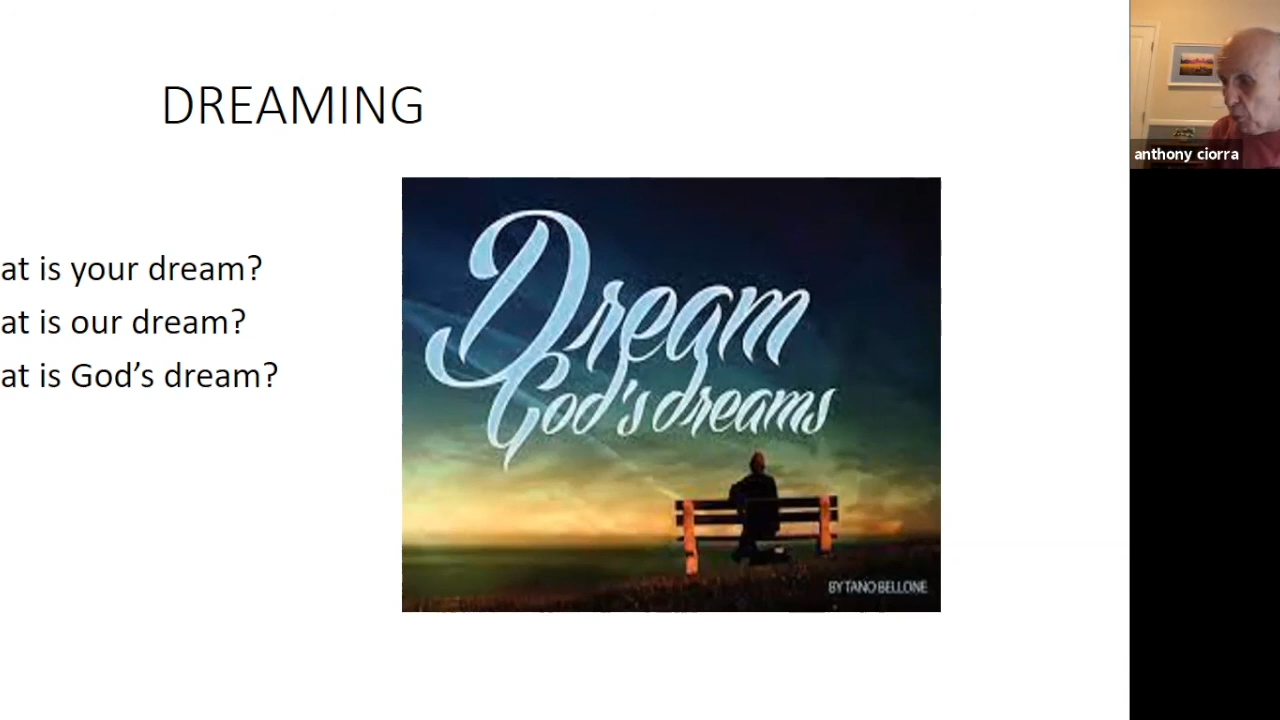 DREAMING
at is your dream?
at is our dream?
at is God’s dream?
Dream
God's dreams
BY TANO BELLONE
anthony ciorra